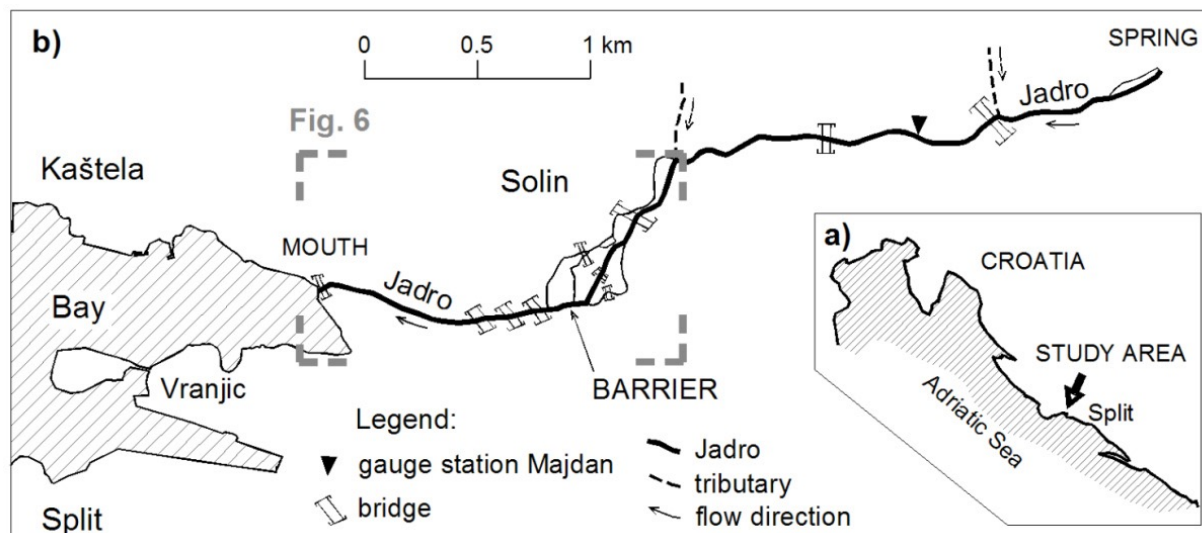 b)
0 0.5 1 km
SPRING
Jadro
Fig. 6
Kaštela
Solin
MOUTH
Jadro
Bay
BARRIER
Vranjic
Split
Legend:
gauge station Majdan
bridge
Jadro
tributary
flow direction
a)
CROATIA
STUDY AREA
Split
Adriatic Sea